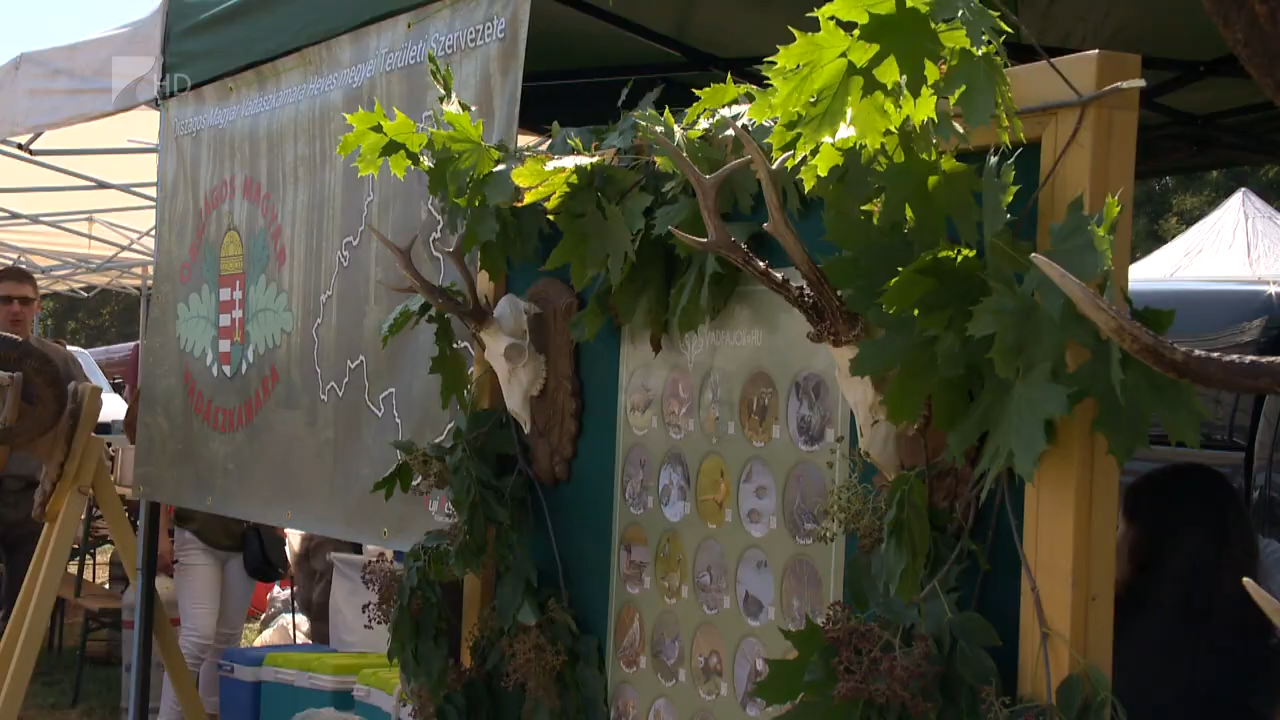 HD
Országos Magyar Vadászkamara Heves megyei Területi Szervezete
ORSZÁGOS MAGYAR
VADÁSZKAMARA
VADFAJOK.HU